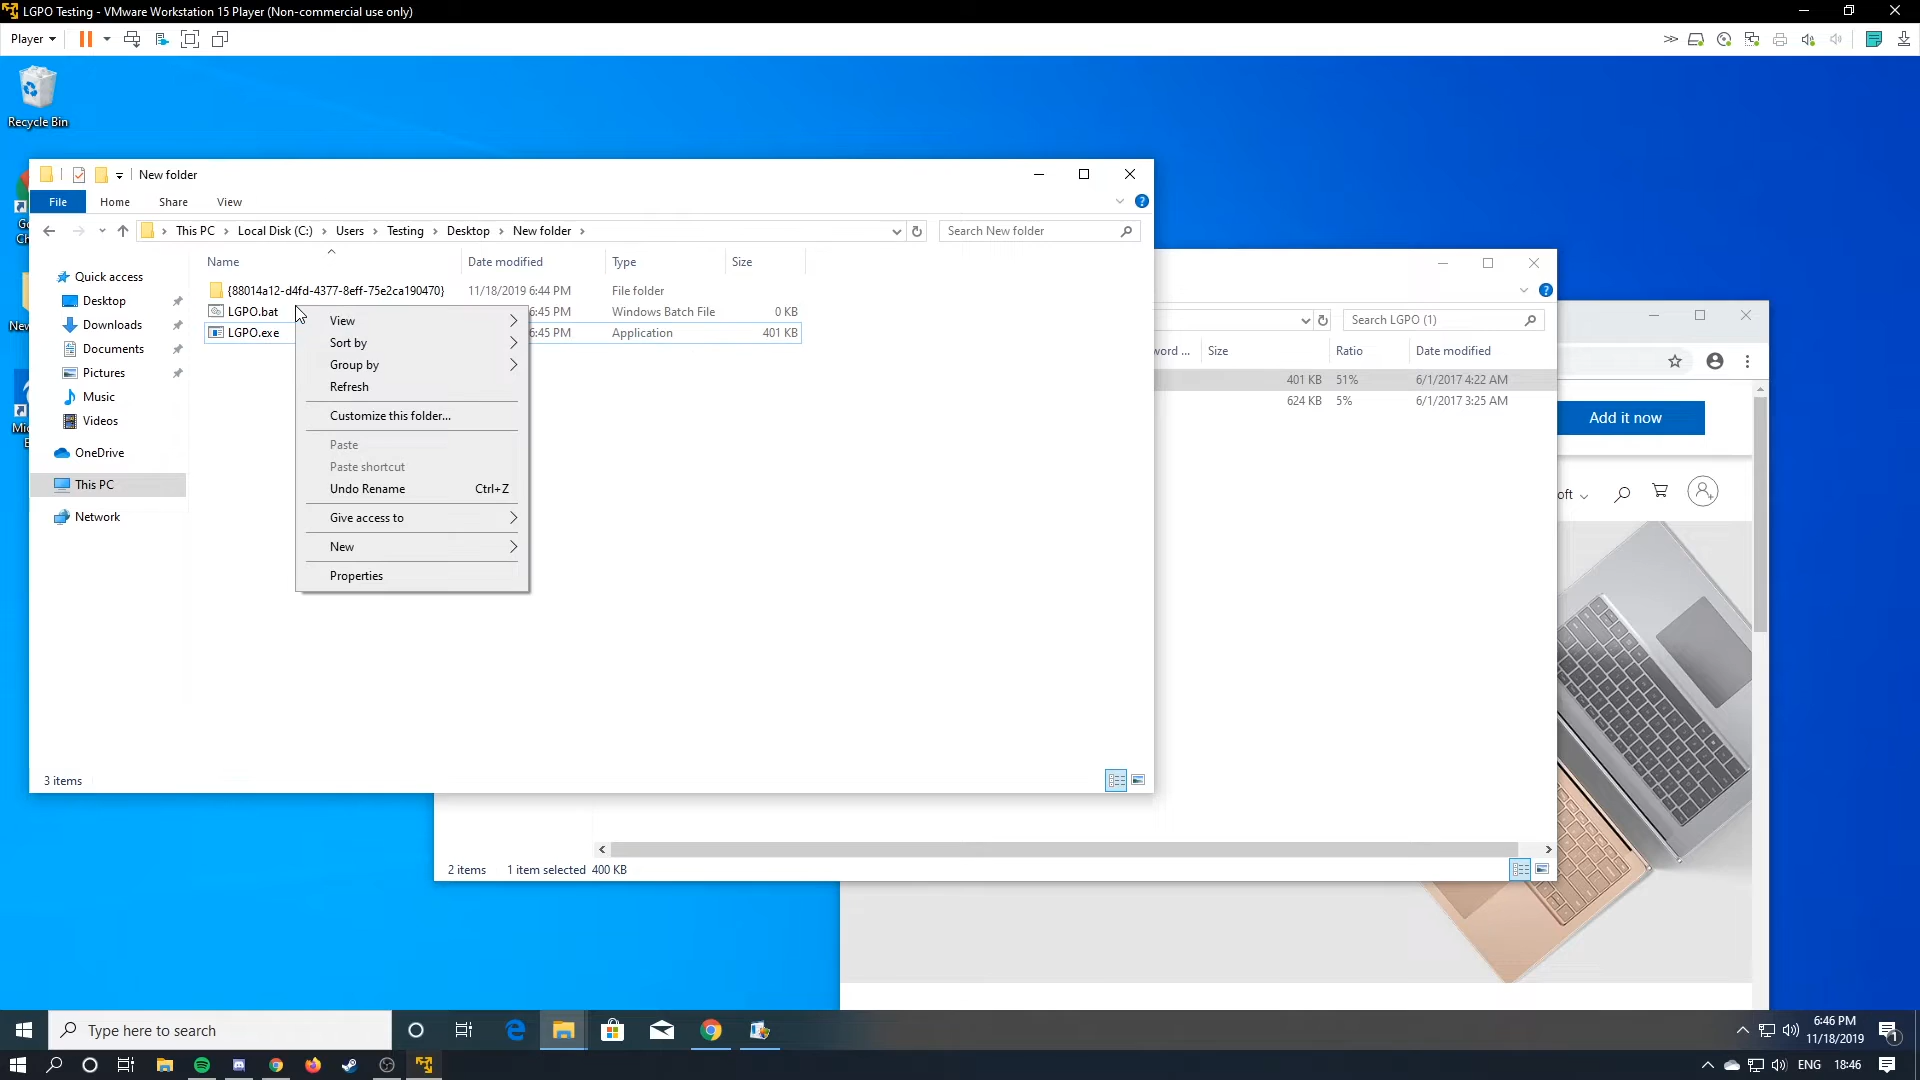 LGPO Testing - VMware Workstation 15 Player (Non-commercial use only)
Player
Recycle Bin
New folder
File Home Share View
This PC Local Disk (C:) Users Testing Desktop New folder
Search New folder
Name Date modified Type Size
{88014a12-d4fd-4377-8eff-75e2ca190470} 11/18/2019 6:44 PM File folder
LGPO.bat 6:45 PM Windows Batch File 0 KB
LGPO.exe 6:45 PM Application 401 KB
Quick access
Desktop
Downloads
Documents
Pictures
Music
Videos
OneDrive
This PC
Network
View
Sort by
Group by
Refresh
Customize this folder...
Paste
Paste shortcut
Undo Rename Ctrl+Z
Give access to
New
Properties
3 items
Search LGPO (1)
word ... Size Ratio Date modified
401 KB 51% 6/1/2017 4:22 AM
624 KB 5% 6/1/2017 3:25 AM
2 items 1 item selected 400 KB
Add it now
oft
Type here to search
6:46 PM
11/18/2019
1
ENG 18:46